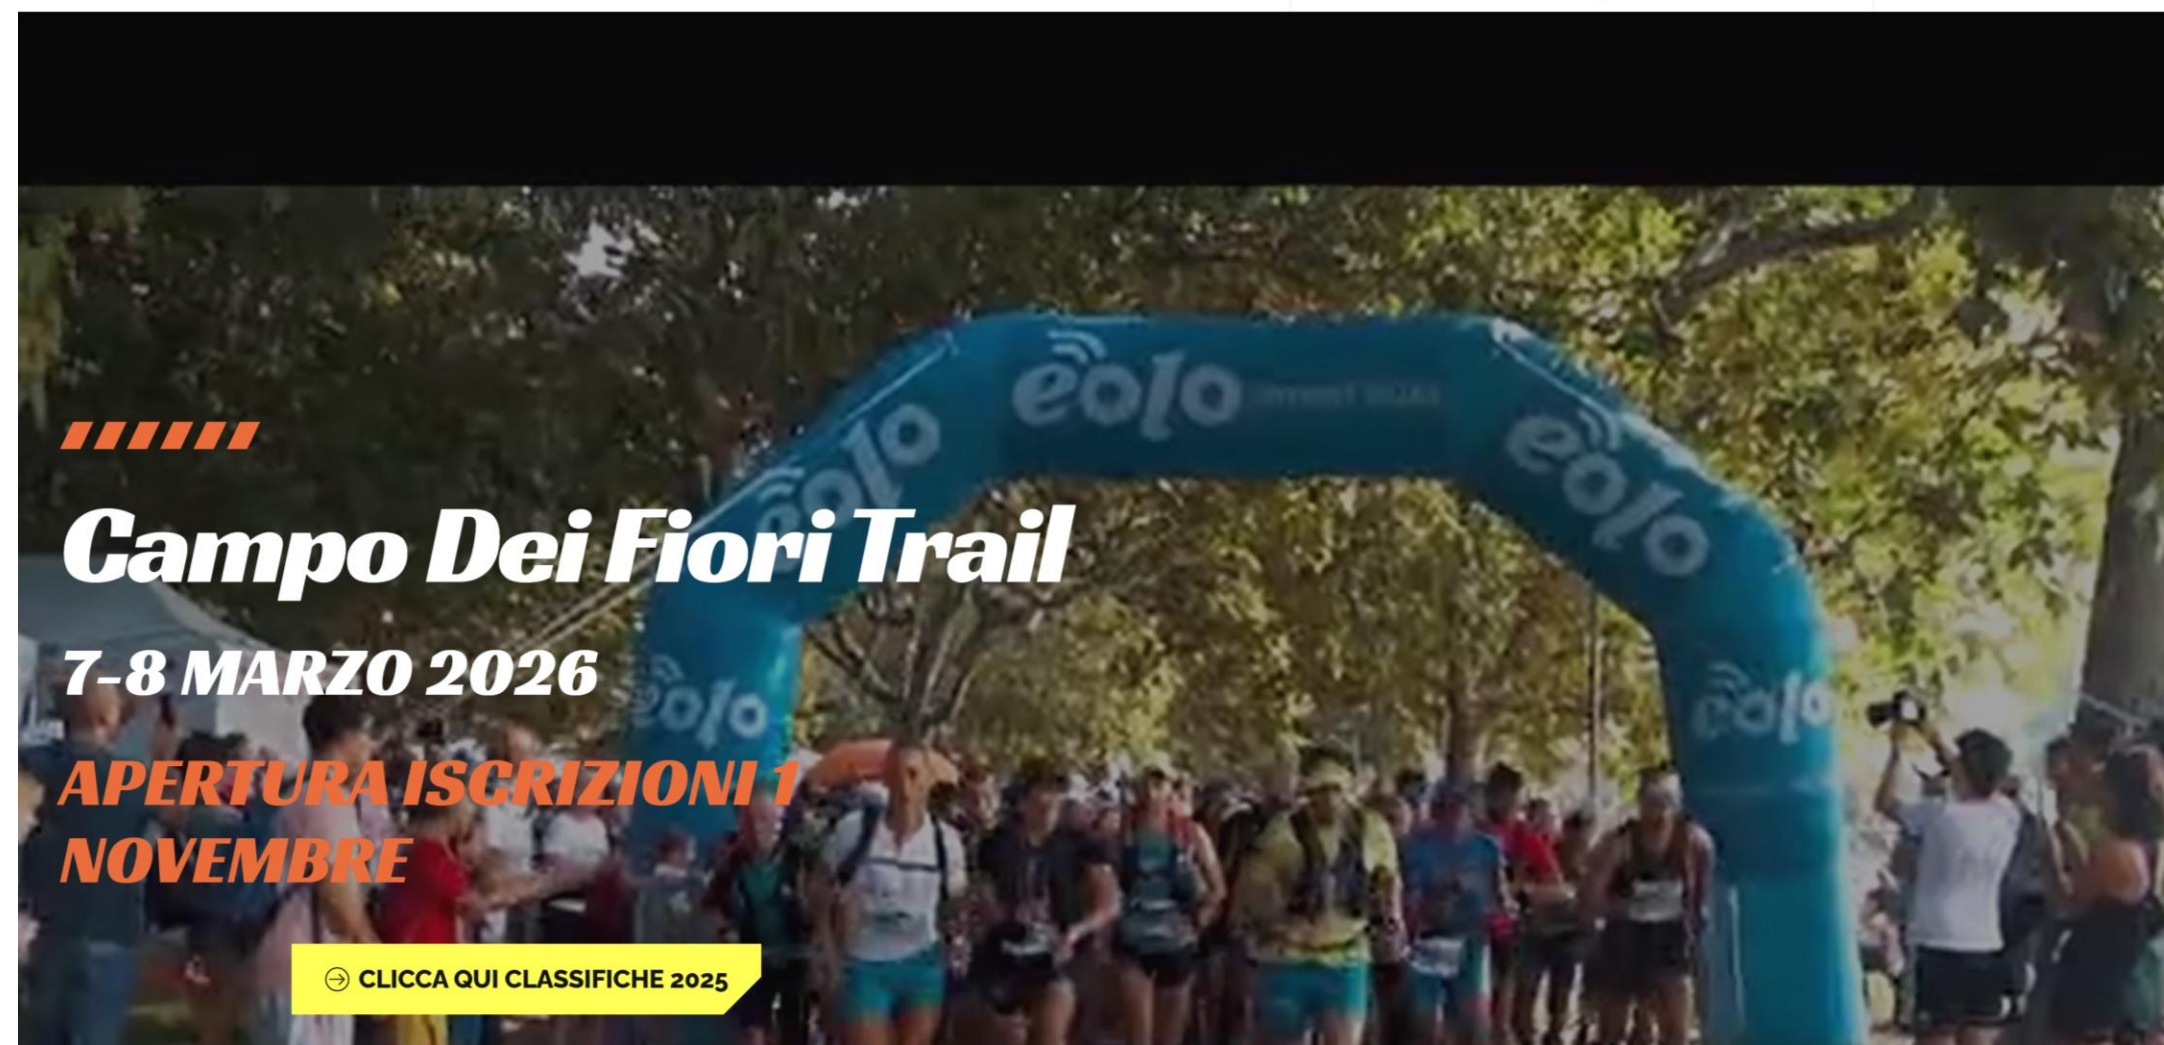 eolo
eolo
eolo
Campo Dei Fiori Trail
7-8 MARZO 2026
eolo
eolo
APERTURA ISCRIZIONI 1
NOVEMBRE
CLICCA QUI CLASSIFICHE 2025